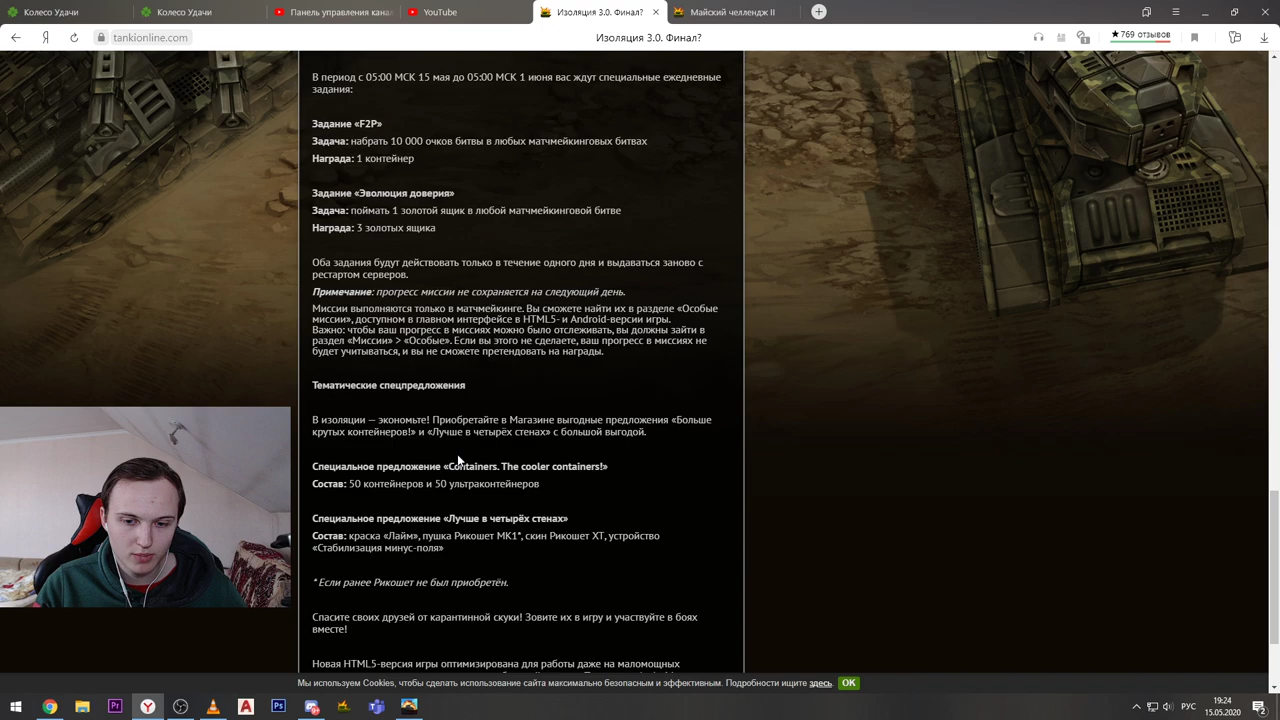 Колесо Удачи
Колесо Удачи
Панель управления кана
YouTube
Изоляция 3.0. Финал?
Майский челлендж II
tankionline.com
Изоляция 3.0. Финал?
★769 отзывов
В период с 05:00 МСК 15 мая до 05:00 МСК 1 июня вас ждут специальные ежедневные
задания:
Задание «F2P»
Задача: набрать 10 000 очков битвы в любых матчмейкинговых битвах
Награда: 1 контейнер
Задание «Эволюция доверия»
Задача: поймать 1 золотой ящик в любой матчмейкинговой битве
Награда: 3 золотых ящика
Оба задания будут действовать только в течение одного дня и выдаваться заново с
рестартом серверов.
Примечание: прогресс миссии не сохраняется на следующий день.
Миссии выполняются только в матчмейкинге. Вы сможете найти их в разделе «Особые
миссии», доступном в главном интерфейсе в HTML5- и Android-версии игры.
Важно: чтобы ваш прогресс в миссиях можно было отслеживать, вы должны зайти в
раздел «Миссии» > «Особые». Если вы этого не сделаете, ваш прогресс в миссиях не
будет учитываться, и вы не сможете претендовать на награды.
Тематические спецпредложения
В изоляции — экономьте! Приобретайте в Магазине выгодные предложения «Больше
крутых контейнеров!» и «Лучше в четырёх стенах» с большой выгодой.
Специальное предложение «Containers. The cooler containers!»
Состав: 50 контейнеров и 50 ультраконтейнеров
Специальное предложение «Лучше в четырёх стенах»
Состав: краска «Лайм», пушка Рикошет МК1*, скин Рикошет XT, устройство
«Стабилизация минус-поля»
* Если ранее Рикошет не был приобретён.
Спасите своих друзей от карантинной скуки! Зовите их в игру и участвуйте в боях
вместе!
Новая HTML5-версия игры оптимизирована для работы даже на маломощных
Мы используем Cookies, чтобы сделать использование сайта максимально безопасным и эффективным. Подробности ищите здесь OK
РУС
19:24
15.05.2020
2